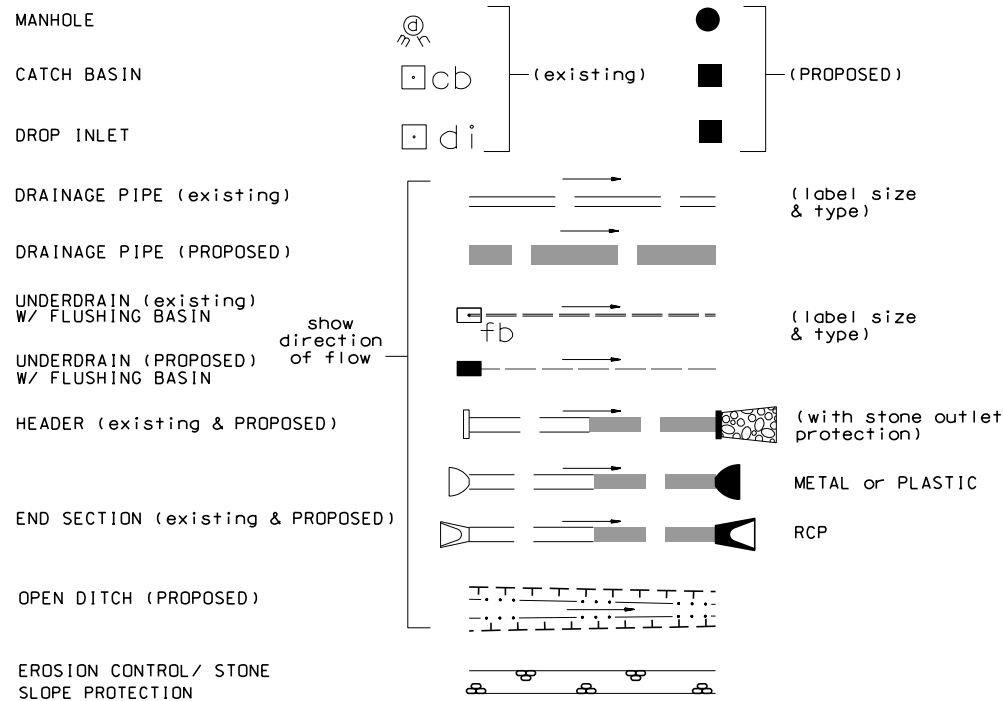 MANHOLE
d
mh
CATCH BASIN
cb
(existing)
(PROPOSED)
DROP INLET
di
DRAINAGE PIPE (existing)
(label size
& type)
DRAINAGE PIPE (PROPOSED)
UNDERDRAIN (existing)
W/ FLUSHING BASIN
fb
(label size
& type)
show
direction
of flow
UNDERDRAIN (PROPOSED)
W/ FLUSHING BASIN
HEADER (existing & PROPOSED)
(with stone outlet
protection)
METAL or PLASTIC
END SECTION (existing & PROPOSED)
RCP
OPEN DITCH (PROPOSED)
EROSION CONTROL/ STONE
SLOPE PROTECTION